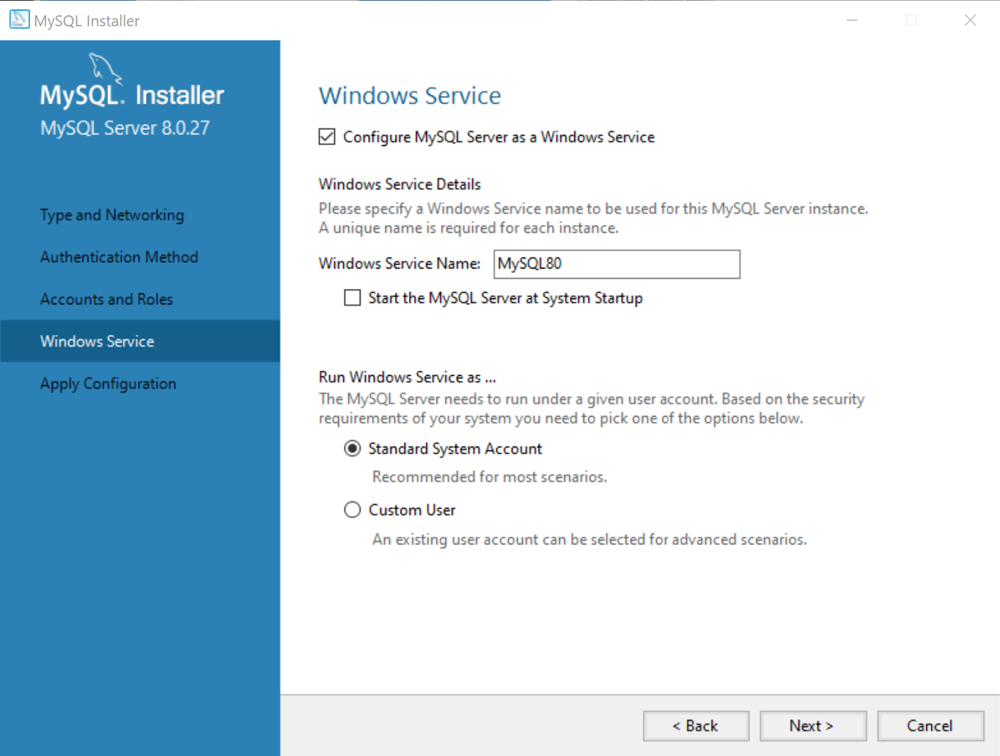 MySQL Installer
MySQL. Installer
MySQL Server 8.0.27
Type and Networking
Authentication Method
Accounts and Roles
Windows Service
Apply Configuration
Windows Service
Configure MySQL Server as a Windows Service
Windows Service Details
Please specify a Windows Service name to be used for this MySQL Server instance.
A unique name is required for each instance.
Windows Service Name: MySQL80
Start the MySQL Server at System Startup
Run Windows Service as ...
The MySQL Server needs to run under a given user account. Based on the security
requirements of your system you need to pick one of the options below.
Standard System Account
Recommended for most scenarios.
Custom User
An existing user account can be selected for advanced scenarios.
< Back Next > Cancel